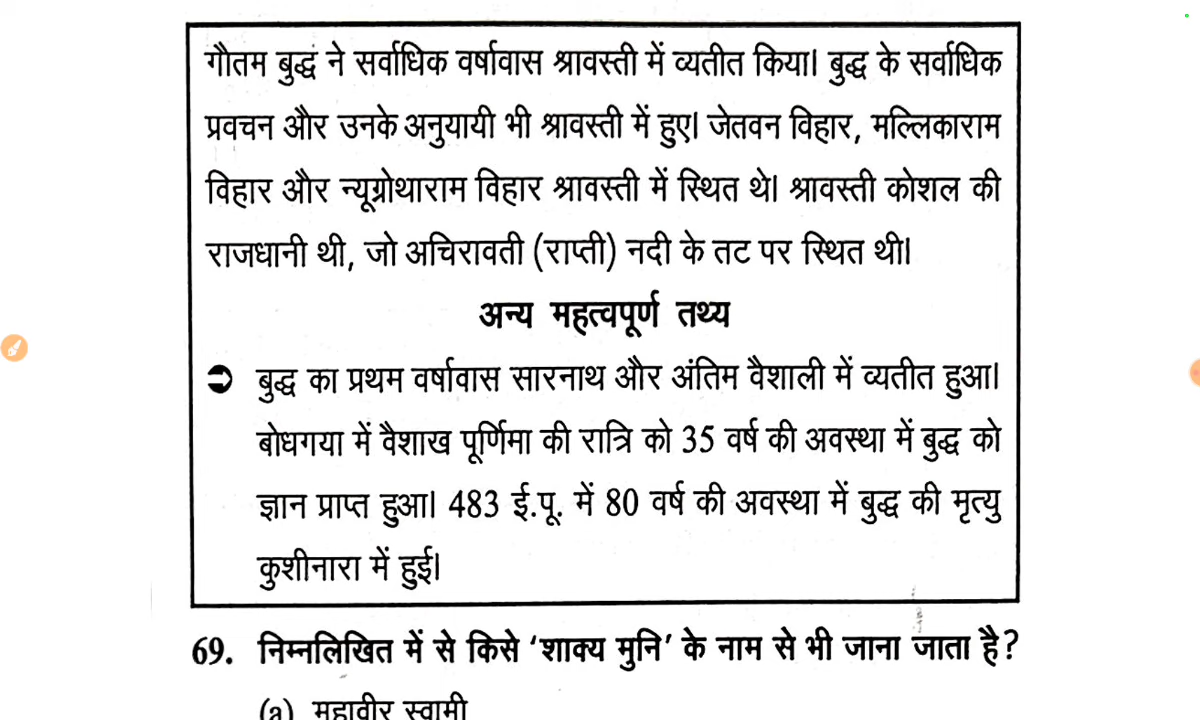 गौतम बुद्ध ने सर्वाधिक वर्षावास श्रावस्ती में व्यतीत किया। बुद्ध के सर्वाधिक
प्रवचन और उनके अनुयायी भी श्रावस्ती में हुए। जेतवन विहार, मल्लिकाराम
विहार और न्यूग्रोथाराम विहार श्रावस्ती में स्थित थे। श्रावस्ती कोशल की
राजधानी थी, जो अचिरावती (राप्ती) नदी के तट पर स्थित थी।
अन्य महत्वपूर्ण तथ्य
➲ बुद्ध का प्रथम वर्षावास सारनाथ और अंतिम वैशाली में व्यतीत हुआ।
बोधगया में वैशाख पूर्णिमा की रात्रि को 35 वर्ष की अवस्था में बुद्ध को
ज्ञान प्राप्त हुआ। 483 ई.पू. में 80 वर्ष की अवस्था में बुद्ध की मृत्यु
कुशीनारा में हुई।
69. निम्नलिखित में से किसे ‘शाक्य मुनि’ के नाम से भी जाना जाता है?
(a) महावीर स्वामी